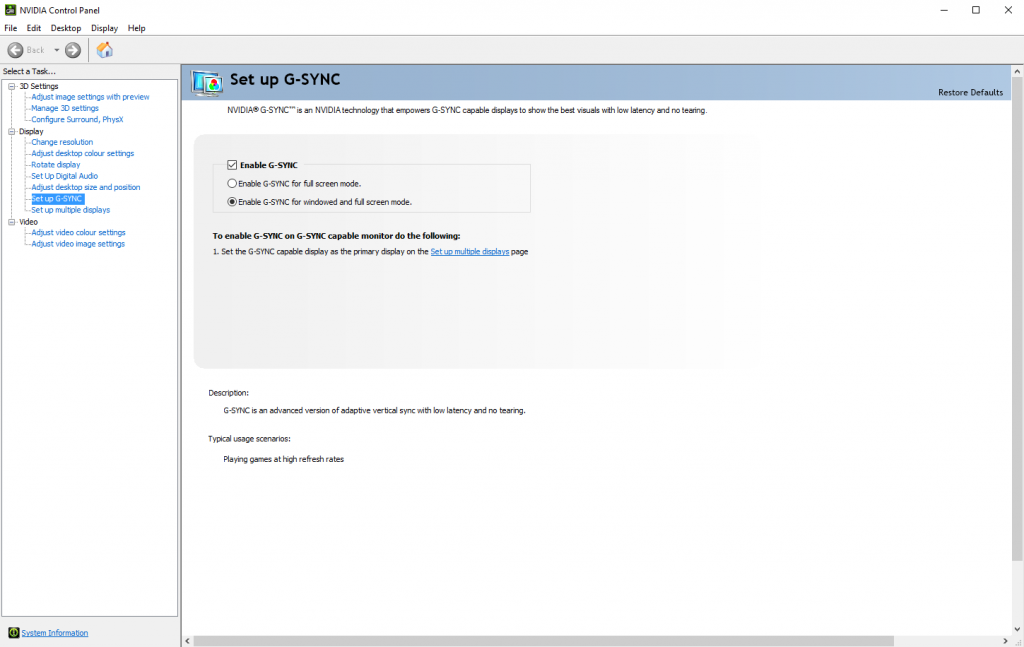 NVIDIA Control Panel
File Edit Desktop Display Help
Back
Select a Task...
3D Settings
Adjust image settings with preview
Manage 3D settings
Configure Surround, PhysX
Display
Change resolution
Adjust desktop colour settings
Rotate display
Set Up Digital Audio
Adjust desktop size and position
Set up G-SYNC
Set up multiple displays
Video
Adjust video colour settings
Adjust video image settings
System Information
Set up G-SYNC
Restore Defaults
NVIDIA® G-SYNC™ is an NVIDIA technology that empowers G-SYNC capable displays to show the best visuals with low latency and no tearing.
Enable G-SYNC
Enable G-SYNC for full screen mode.
Enable G-SYNC for windowed and full screen mode.
To enable G-SYNC on G-SYNC capable monitor do the following:
1. Set the G-SYNC capable display as the primary display on the Set up multiple displays page
Description:
G-SYNC is an advanced version of adaptive vertical sync with low latency and no tearing.
Typical usage scenarios:
Playing games at high refresh rates